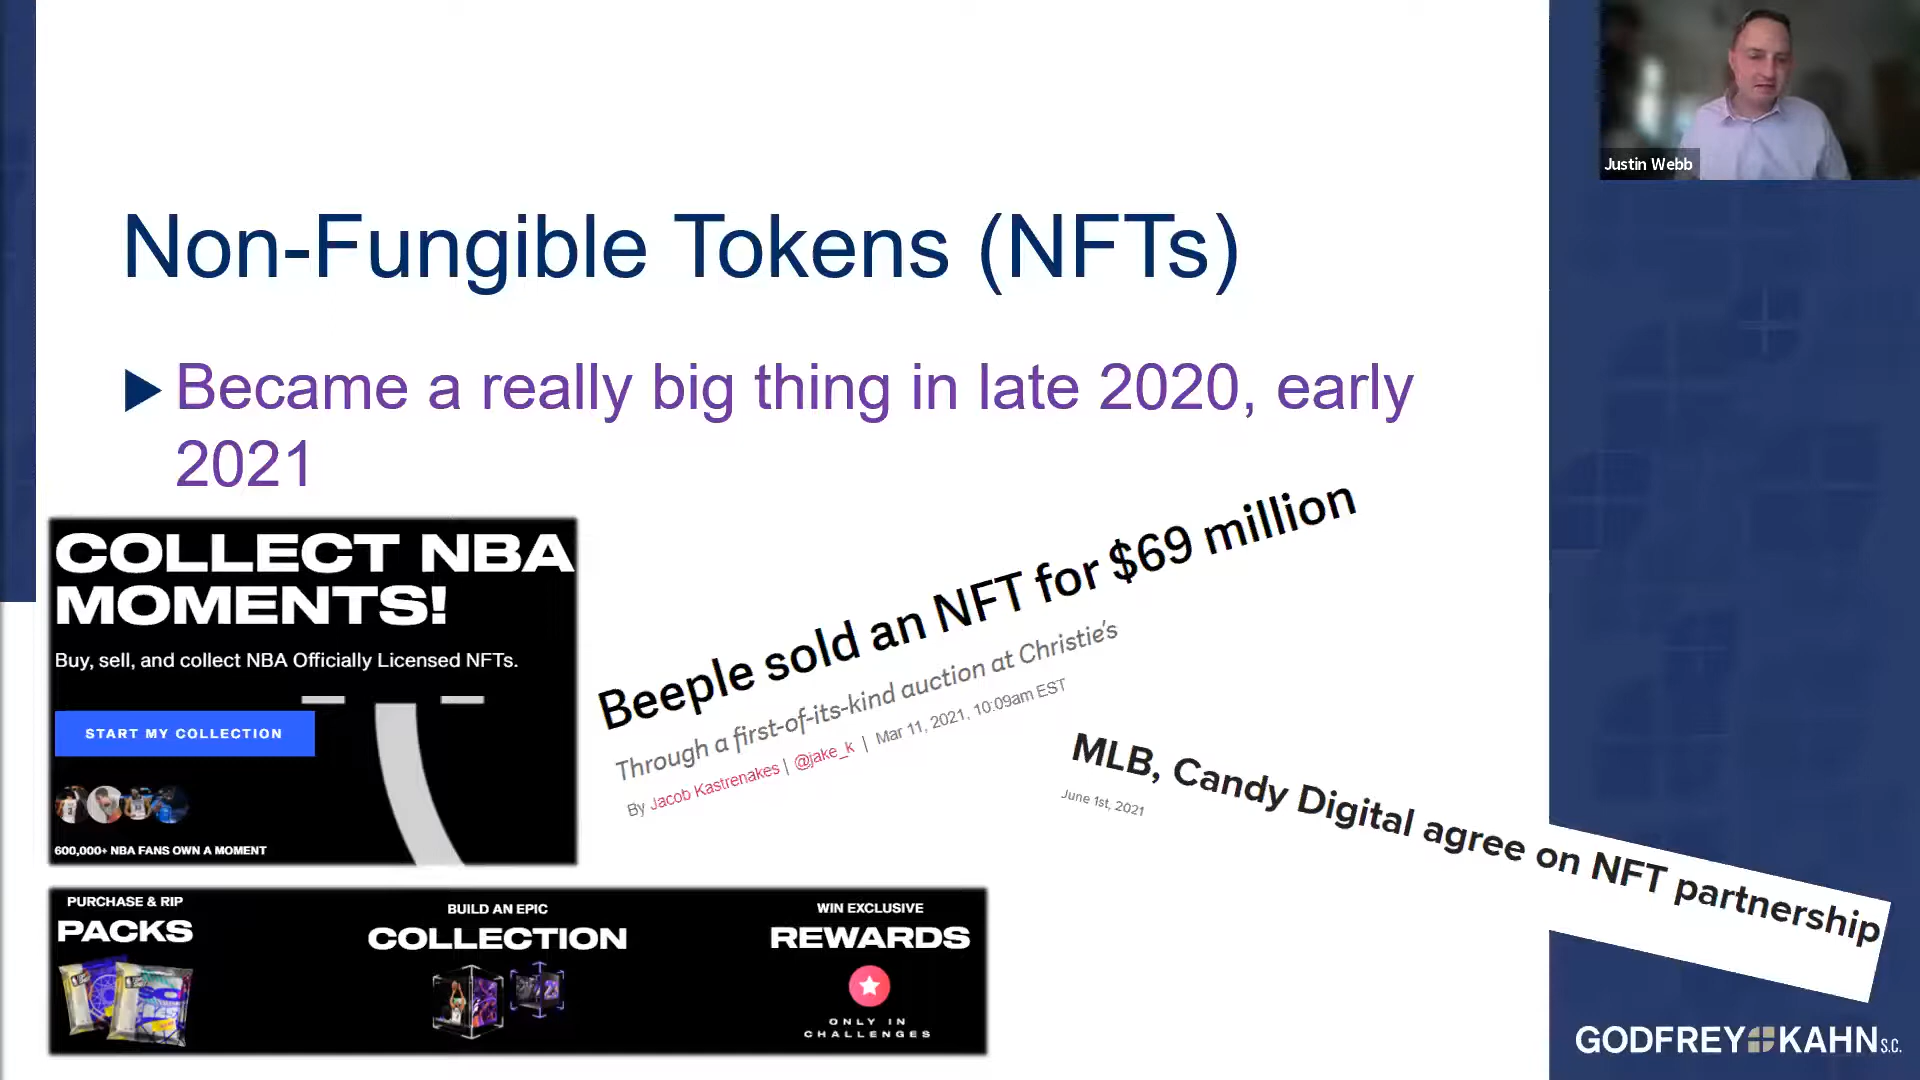 Justin Webb
Non-Fungible Tokens (NFTs)
Became a really big thing in late 2020, early
2021
COLLECT NBA
MOMENTS!
Buy, sell, and collect NBA Officially Licensed NFTs.
START MY COLLECTION
600,000+ NBA FANS OWN A MOMENT
Beeple sold an NFT for $69 million
Through a first-of-its-kind auction at Christie's
By Jacob Kastrenakes | @jake_k | Mar 11, 2021, 10:09am EST
MLB, Candy Digital agree on NFT partnership
June 1st, 2021
PURCHASE & RIP
PACKS
BUILD AN EPIC
COLLECTION
WIN EXCLUSIVE
REWARDS
ONLY IN
CHALLENGES
GODFREY KAHN S.C.